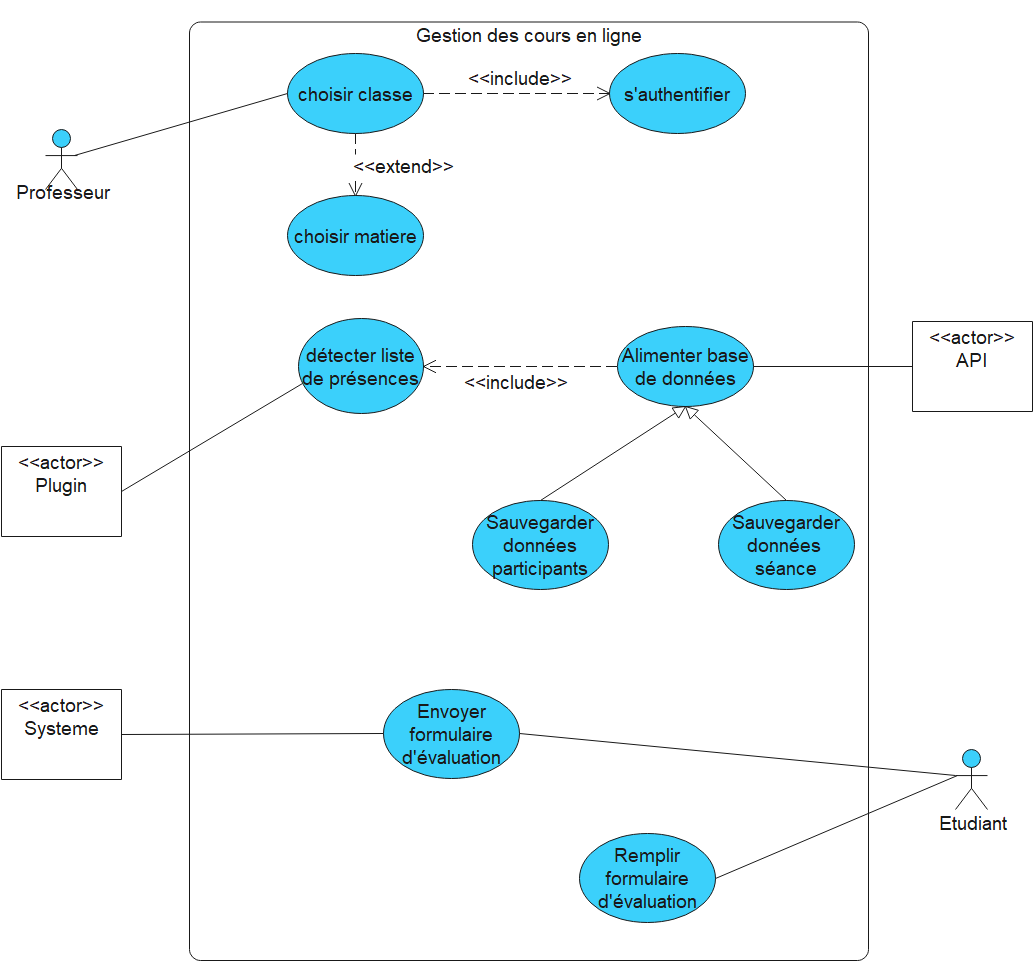 Gestion des cours en ligne
choisir classe
<<include>>
s'authentifier
Professeur
<<extend>>
choisir matiere
détecter liste
de présences
<<include>>
Alimenter base
de données
<<actor>>
API
<<actor>>
Plugin
Sauvegarder
données
participants
Sauvegarder
données
séance
<<actor>>
Systeme
Envoyer
formulaire
d'évaluation
Etudiant
Remplir
formulaire
d'évaluation